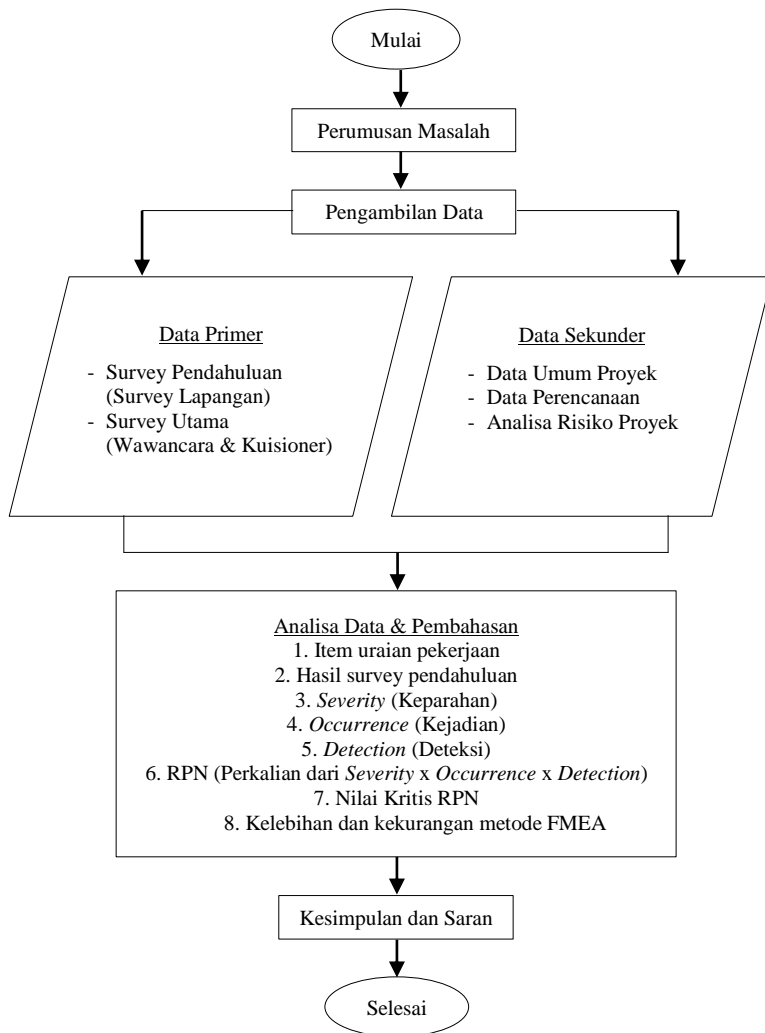 Mulai
Perumusan Masalah
Pengambilan Data
Data Primer
- Survey Pendahuluan
(Survey Lapangan)
- Survey Utama
(Wawancara & Kuisioner)
Data Sekunder
- Data Umum Proyek
- Data Perencanaan
- Analisa Risiko Proyek
Analisa Data & Pembahasan
1. Item uraian pekerjaan
2. Hasil survey pendahuluan
3. Severity (Keparahan)
4. Occurrence (Kejadian)
5. Detection (Deteksi)
6. RPN (Perkalian dari Severity x Occurrence x Detection)
7. Nilai Kritis RPN
8. Kelebihan dan kekurangan metode FMEA
Kesimpulan dan Saran
Selesai